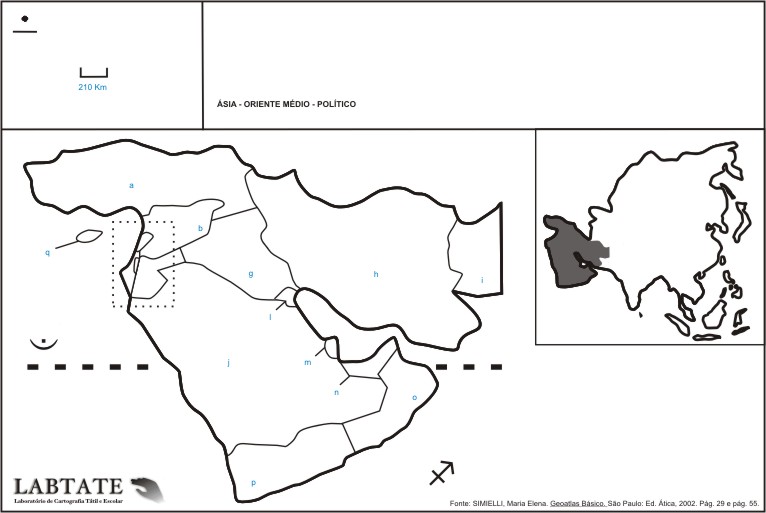 210 Km
ÁSIA - ORIENTE MÉDIO - POLÍTICO
a
b
q
g
h
i
l
j
m
n
o
p
LABTATE
Laboratório de Cartografia Tátil e Escolar
Fonte: SIMIELLI, Maria Elena. Geoatlas Básico. São Paulo: Ed. Ática, 2002. Pág. 29 e pág. 55.